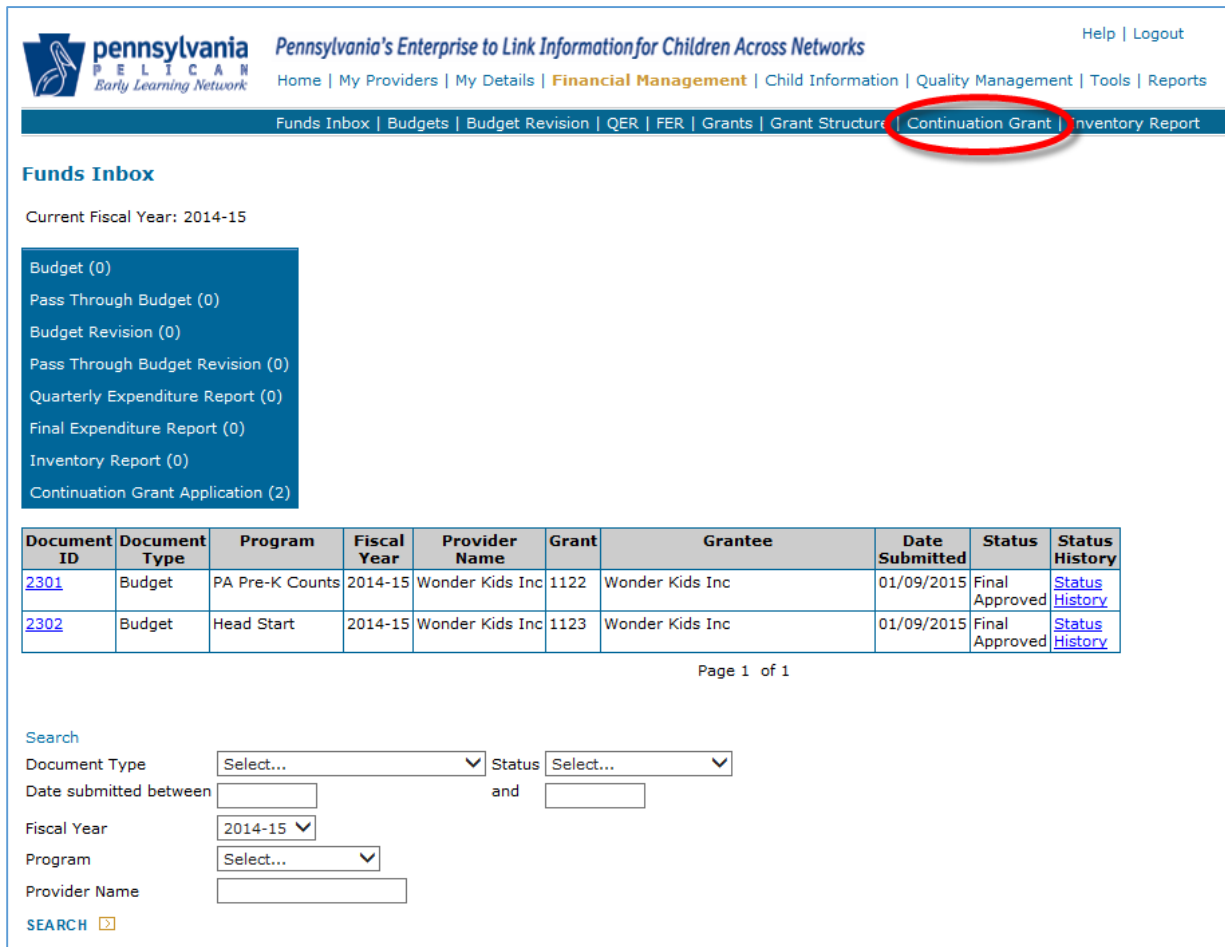 Help | Logout
pennsylvania
PELICAN
Early Learning Network
Pennsylvania's Enterprise to Link Information for Children Across Networks
Home | My Providers | My Details | Financial Management | Child Information | Quality Management | Tools | Reports
Funds Inbox | Budgets | Budget Revision | QER | FER | Grants | Grant Structure | Continuation Grant | Inventory Report
Funds Inbox
Current Fiscal Year: 2014-15
Budget (0)
Pass Through Budget (0)
Budget Revision (0)
Pass Through Budget Revision (0)
Quarterly Expenditure Report (0)
Final Expenditure Report (0)
Inventory Report (0)
Continuation Grant Application (2)
Document ID Document Type Program Fiscal Year Provider Name Grant Grantee Date Submitted Status Status History
2301 Budget PA Pre-K Counts 2014-15 Wonder Kids Inc 1122 Wonder Kids Inc 01/09/2015 Final Approved Status History
2302 Budget Head Start 2014-15 Wonder Kids Inc 1123 Wonder Kids Inc 01/09/2015 Final Approved Status History
Page 1 of 1
Search
Document Type Select... Status Select...
Date submitted between and
Fiscal Year 2014-15
Program Select...
Provider Name
SEARCH